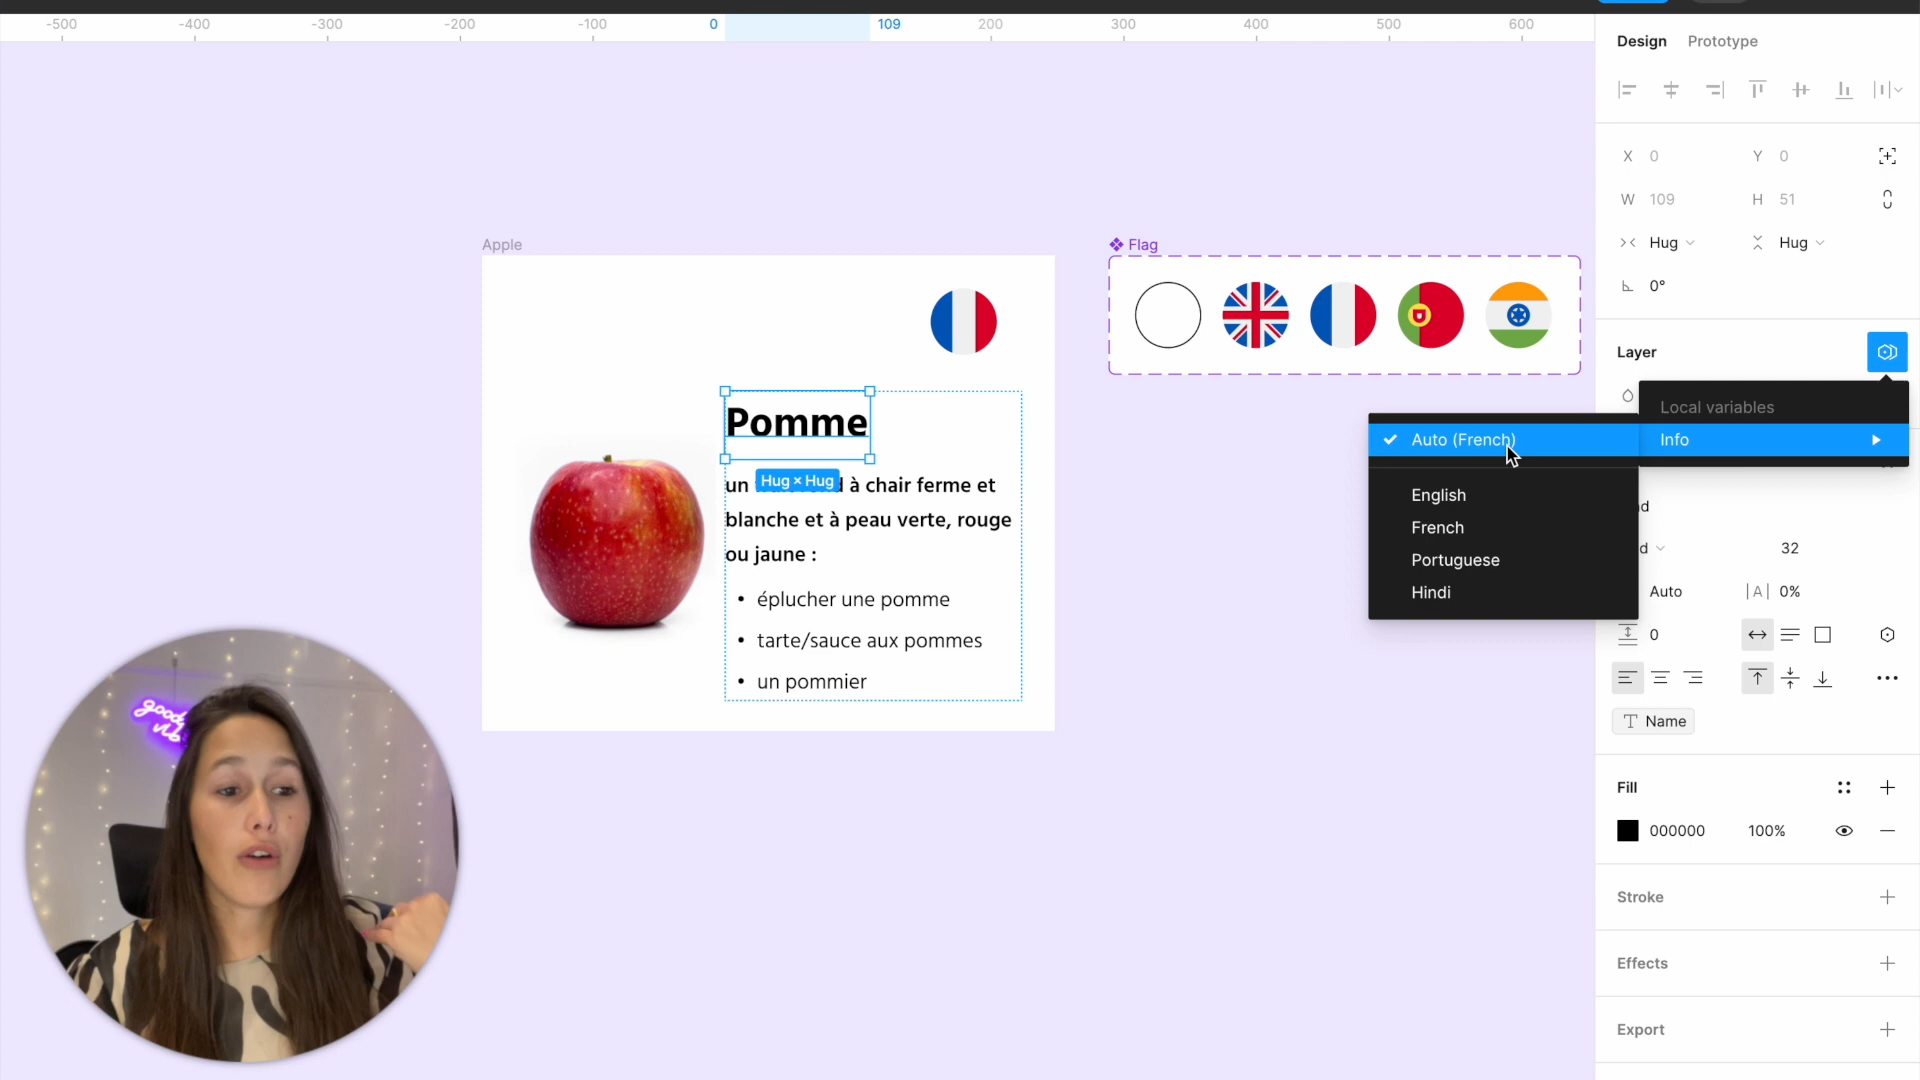 -500 -400 -300 -200 -100 0 109 200 300 400 500 600
Design Prototype
X 0 Y 0
W 109 H 51
Hug Hug
0°
Layer
Local variables
Info
Auto (French)
English
French
Portuguese
Hindi
32
Auto |A| 0%
0
Name
Fill
000000 100%
Stroke
Effects
Export
Apple
Flag
Pomme
Hug × Hug
un à chair ferme et
blanche et à peau verte, rouge
ou jaune :
• éplucher une pomme
• tarte/sauce aux pommes
• un pommier
good
vib